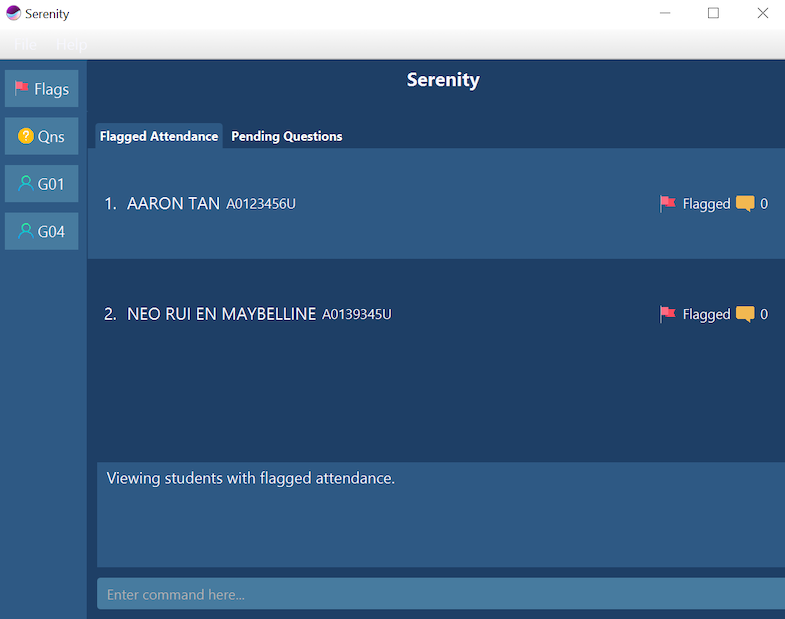 Serenity
File Help
Serenity
Flags
Qns
G01
G04
Flagged Attendance Pending Questions
1. AARON TAN A0123456U Flagged 0
2. NEO RUI EN MAYBELLINE A0139345U Flagged 0
Viewing students with flagged attendance.
Enter command here...